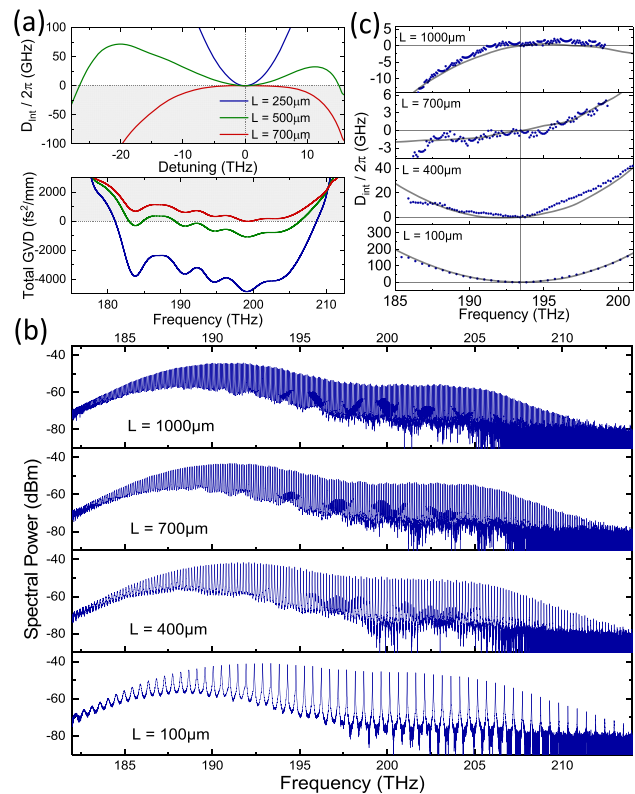 (a)
D_Int / 2π (GHz)
100
50
0
-50
-100
L = 250μm
L = 500μm
L = 700μm
-20
-10
0
10
Detuning (THz)
Total GVD (fs²/mm)
2000
0
-2000
-4000
180
190
200
210
Frequency (THz)
(c)
D_int / 2π (GHz)
L = 1000μm
0
-5
-10
L = 700μm
6
3
0
-3
L = 400μm
40
20
0
L = 100μm
300
200
100
0
185
190
195
200
Frequency (THz)
(b)
185
190
195
200
205
210
Spectral Power (dBm)
-40
-60
-80
L = 1000μm
-40
-60
-80
L = 700μm
-40
-60
-80
L = 400μm
-40
-60
-80
L = 100μm
185
190
195
200
205
210
Frequency (THz)